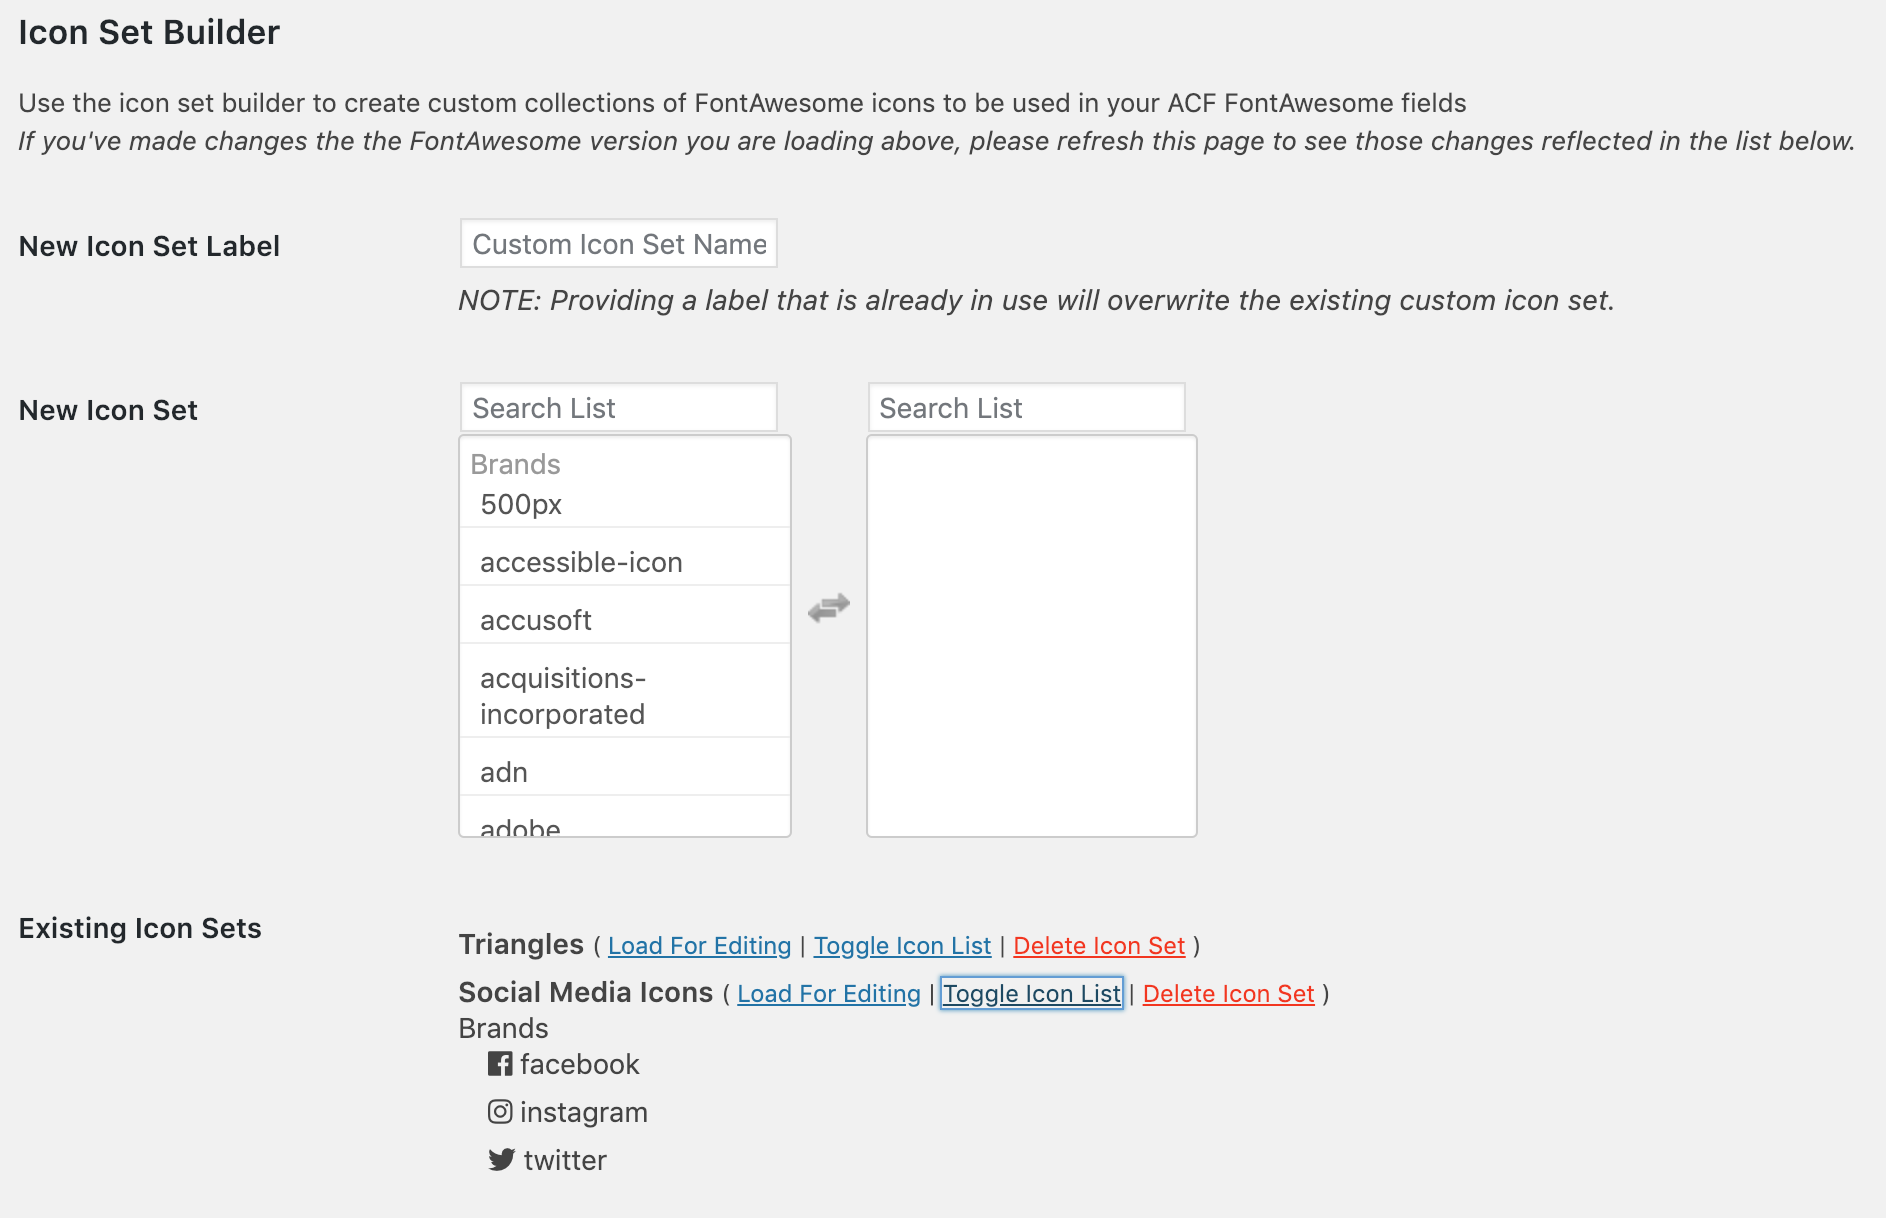 Icon Set Builder
Use the icon set builder to create custom collections of FontAwesome icons to be used in your ACF FontAwesome fields
If you've made changes the the FontAwesome version you are loading above, please refresh this page to see those changes reflected in the list below.
New Icon Set Label
Custom Icon Set Name
NOTE: Providing a label that is already in use will overwrite the existing custom icon set.
New Icon Set
Search List
Search List
Brands
500px
accessible-icon
accusoft
acquisitions-
incorporated
adn
adobe
Existing Icon Sets
Triangles ( Load For Editing | Toggle Icon List | Delete Icon Set )
Social Media Icons ( Load For Editing | Toggle Icon List | Delete Icon Set )
Brands
facebook
instagram
twitter